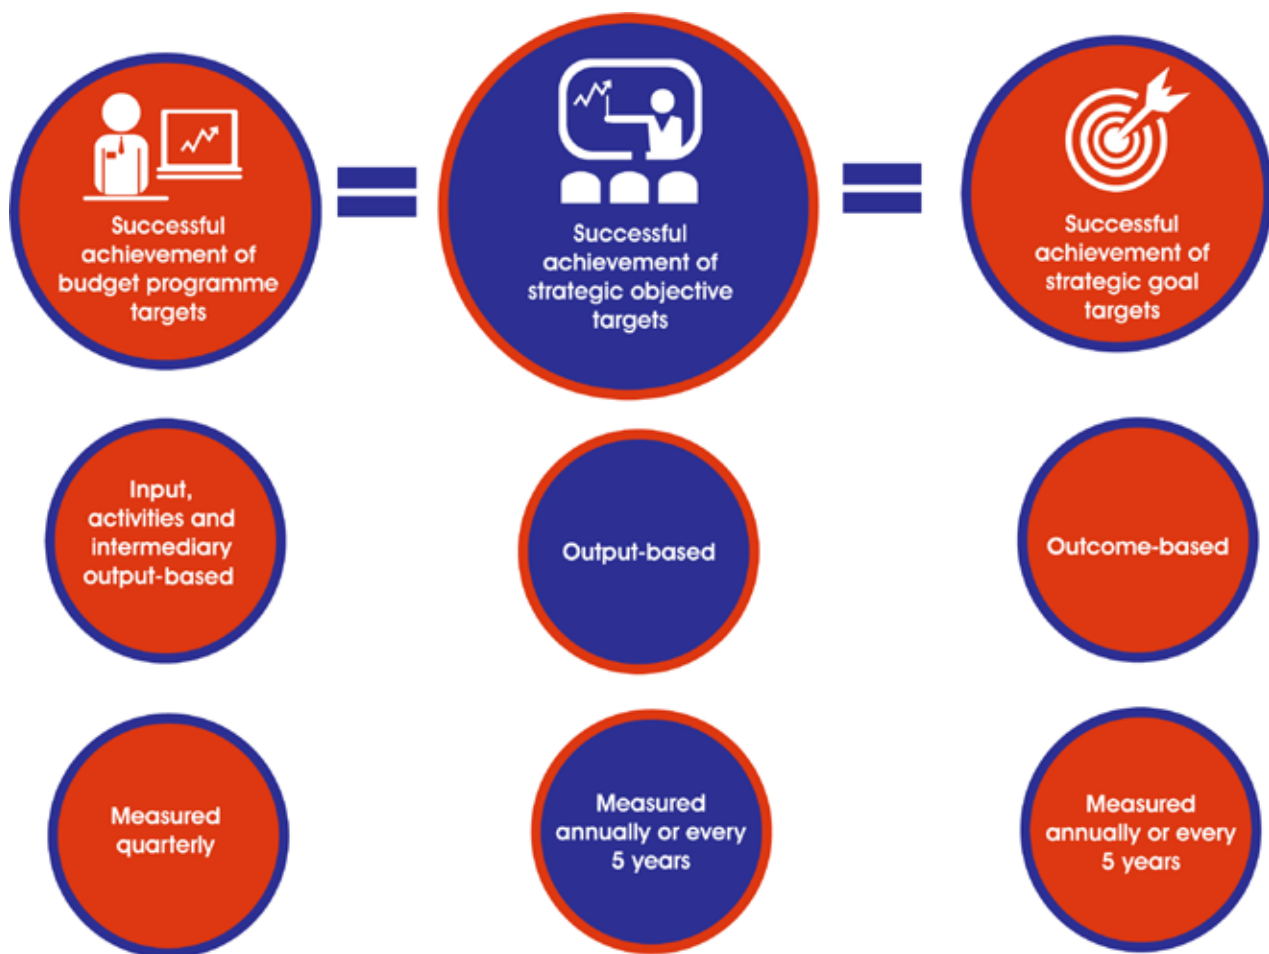 Successful
achievement of
budget programme
targets
=
Successful
achievement of
strategic objective
targets
=
Successful
achievement of
strategic goal
targets
Input,
activities and
intermediary
output-based
Output-based
Outcome-based
Measured
quarterly
Measured
annually or every
5 years
Measured
annually or every
5 years